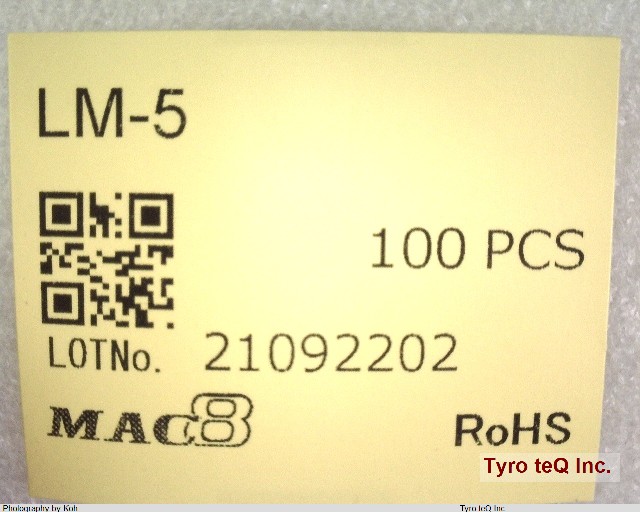 LM-5
100 PCS
LOTNo. 21092202
MAC8
RoHS
Tyro teQ Inc.
Photography by Koh
Tyro teQ Inc